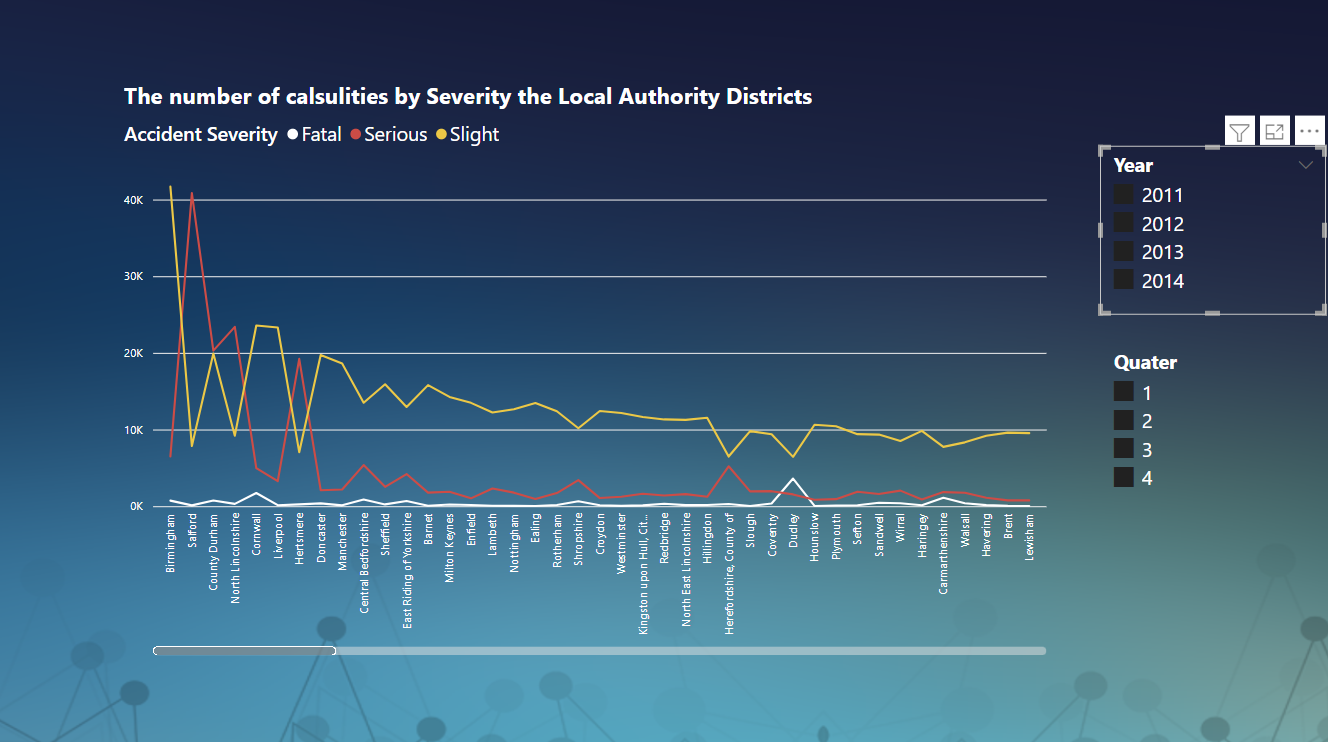 The number of calsulities by Severity the Local Authority Districts
Accident Severity Fatal Serious Slight
40K
30K
20K
10K
0K
Birmingham
Salford
County Durham
North Lincolnshire
Cornwall
Liverpool
Hertsmere
Doncaster
Manchester
Central Bedfordshire
Sheffield
East Riding of Yorkshire
Barnet
Milton Keynes
Enfield
Lambeth
Nottingham
Ealing
Rotherham
Shropshire
Croydon
Westminster
Kingston upon Hull, Cit...
Redbridge
North East Lincolnshire
Hillingdon
Herefordshire, County of
Slough
Coventry
Dudley
Hounslow
Plymouth
Sefton
Sandwell
Wirral
Haringey
Carmarthenshire
Walsall
Havering
Brent
Lewisham
Year
2011
2012
2013
2014
Quater
1
2
3
4